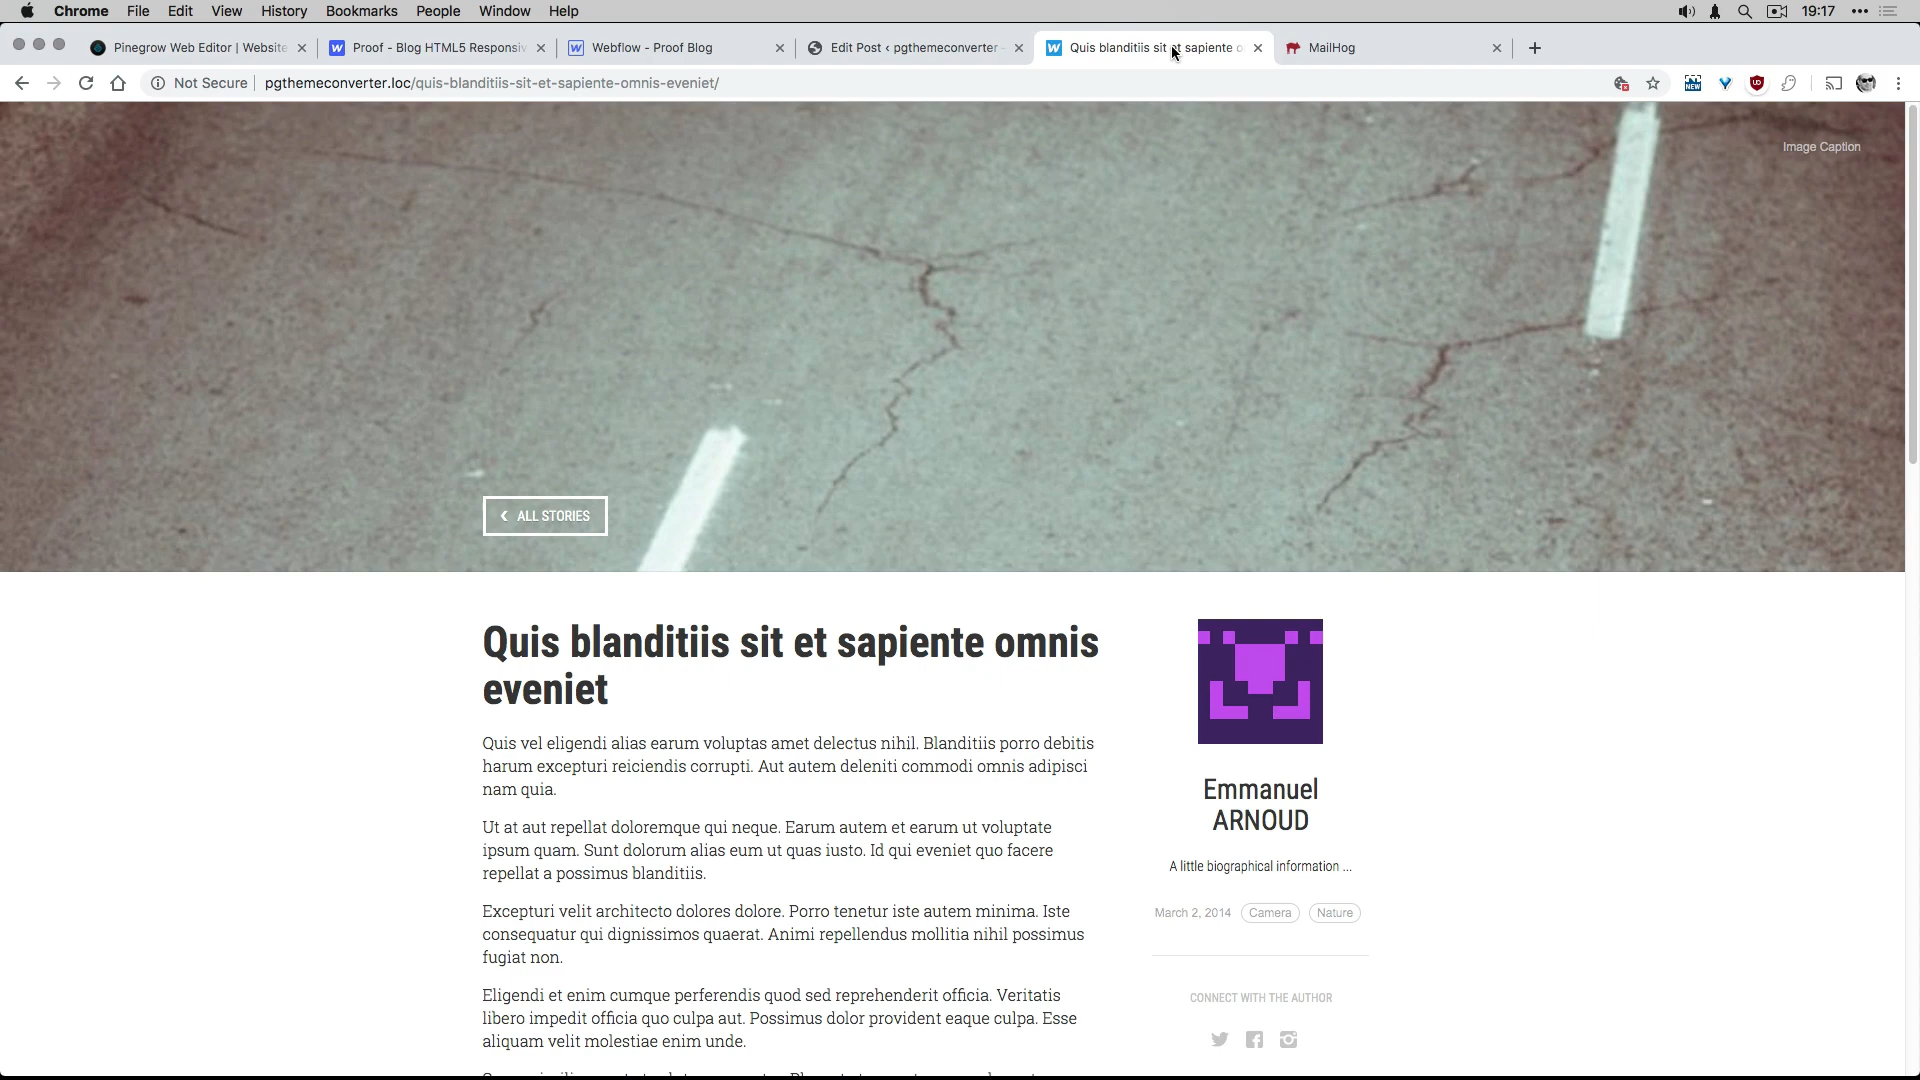 Chrome File Edit View History Bookmarks People Window Help 19:17
Pinegrow Web Editor | Website
Proof - Blog HTML5 Responsiv
Webflow - Proof Blog
Edit Post ‹ pgthemeconverter
Quis blanditiis sit et sapiente o
MailHog
Not Secure pgthemeconverter.loc/quis-blanditiis-sit-et-sapiente-omnis-eveniet/
Image Caption
ALL STORIES
Quis blanditiis sit et sapiente omnis
eveniet
Quis vel eligendi alias earum voluptas amet delectus nihil. Blanditiis porro debitis
harum excepturi reiciendis corrupti. Aut autem deleniti commodi omnis adipisci
nam quia.
Ut at aut repellat doloremque qui neque. Earum autem et earum ut voluptate
ipsum quam. Sunt dolorum alias eum ut quas iusto. Id qui eveniet quo facere
repellat a possimus blanditiis.
Excepturi velit architecto dolores dolore. Porro tenetur iste autem minima. Iste
consequatur qui dignissimos quaerat. Animi repellendus mollitia nihil possimus
fugiat non.
Eligendi et enim cumque perferendis quod sed reprehenderit officia. Veritatis
libero impedit officia quo culpa aut. Possimus dolor provident eaque culpa. Esse
aliquam velit molestiae enim unde.
Emmanuel
ARNOUD
A little biographical information ...
March 2, 2014 Camera Nature
CONNECT WITH THE AUTHOR